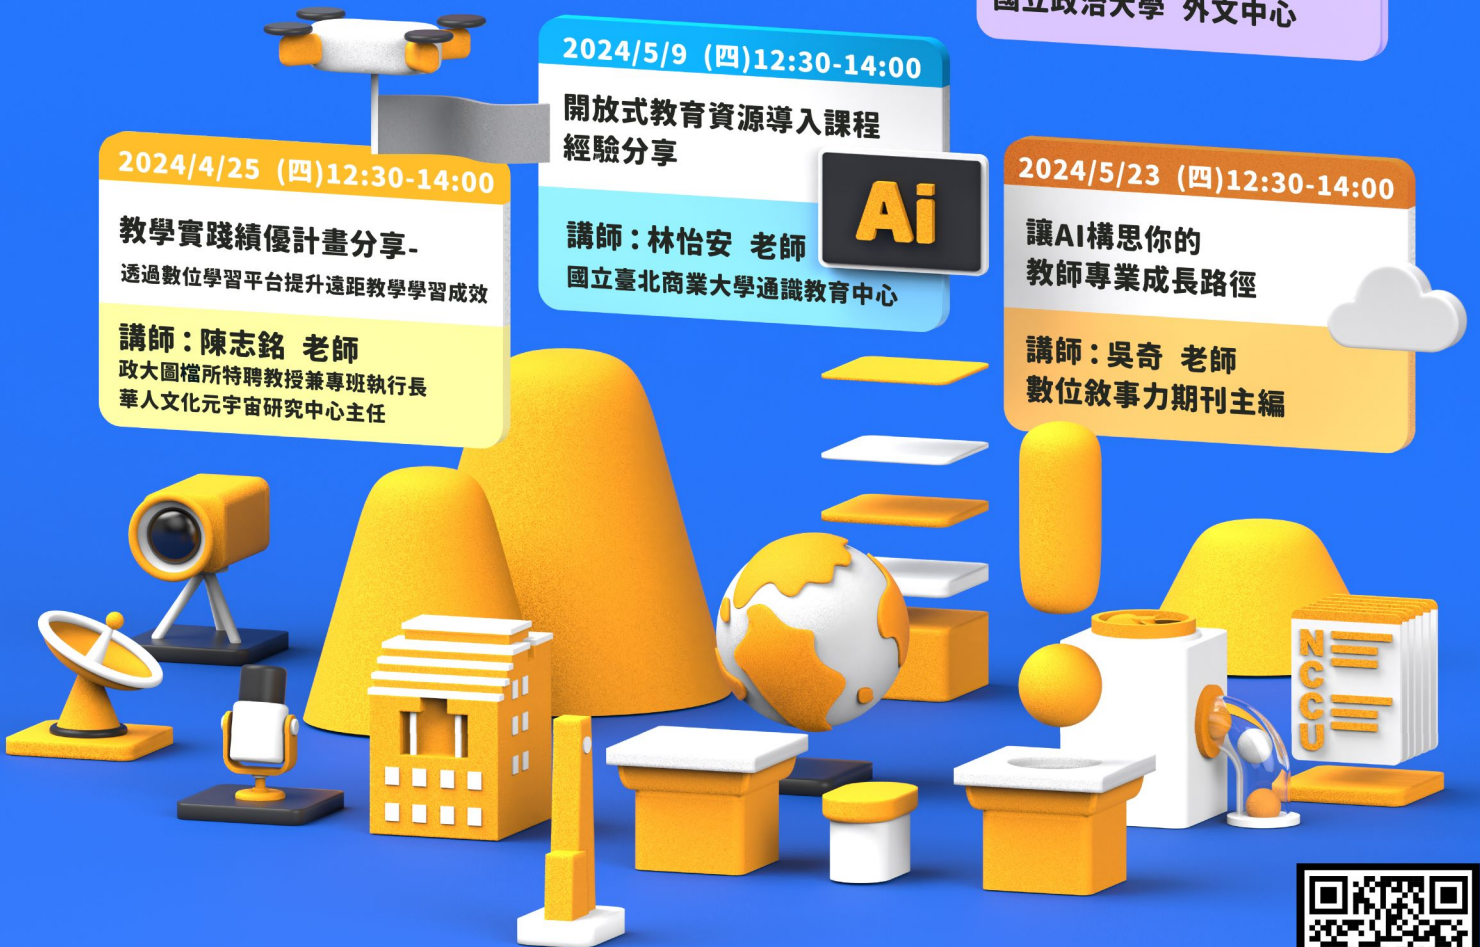 國立政治大學 外文中心
2024/5/9 (四)12:30-14:00
開放式教育資源導入課程
經驗分享
講師：林怡安 老師
國立臺北商業大學通識教育中心
Ai
2024/4/25 (四)12:30-14:00
教學實踐績優計畫分享-
透過數位學習平台提升遠距教學學習成效
講師：陳志銘 老師
政大圖檔所特聘教授兼專班執行長
華人文化元宇宙研究中心主任
2024/5/23 (四)12:30-14:00
讓AI構思你的
教師專業成長路徑
講師：吳奇 老師
數位敘事力期刊主編
NCCU